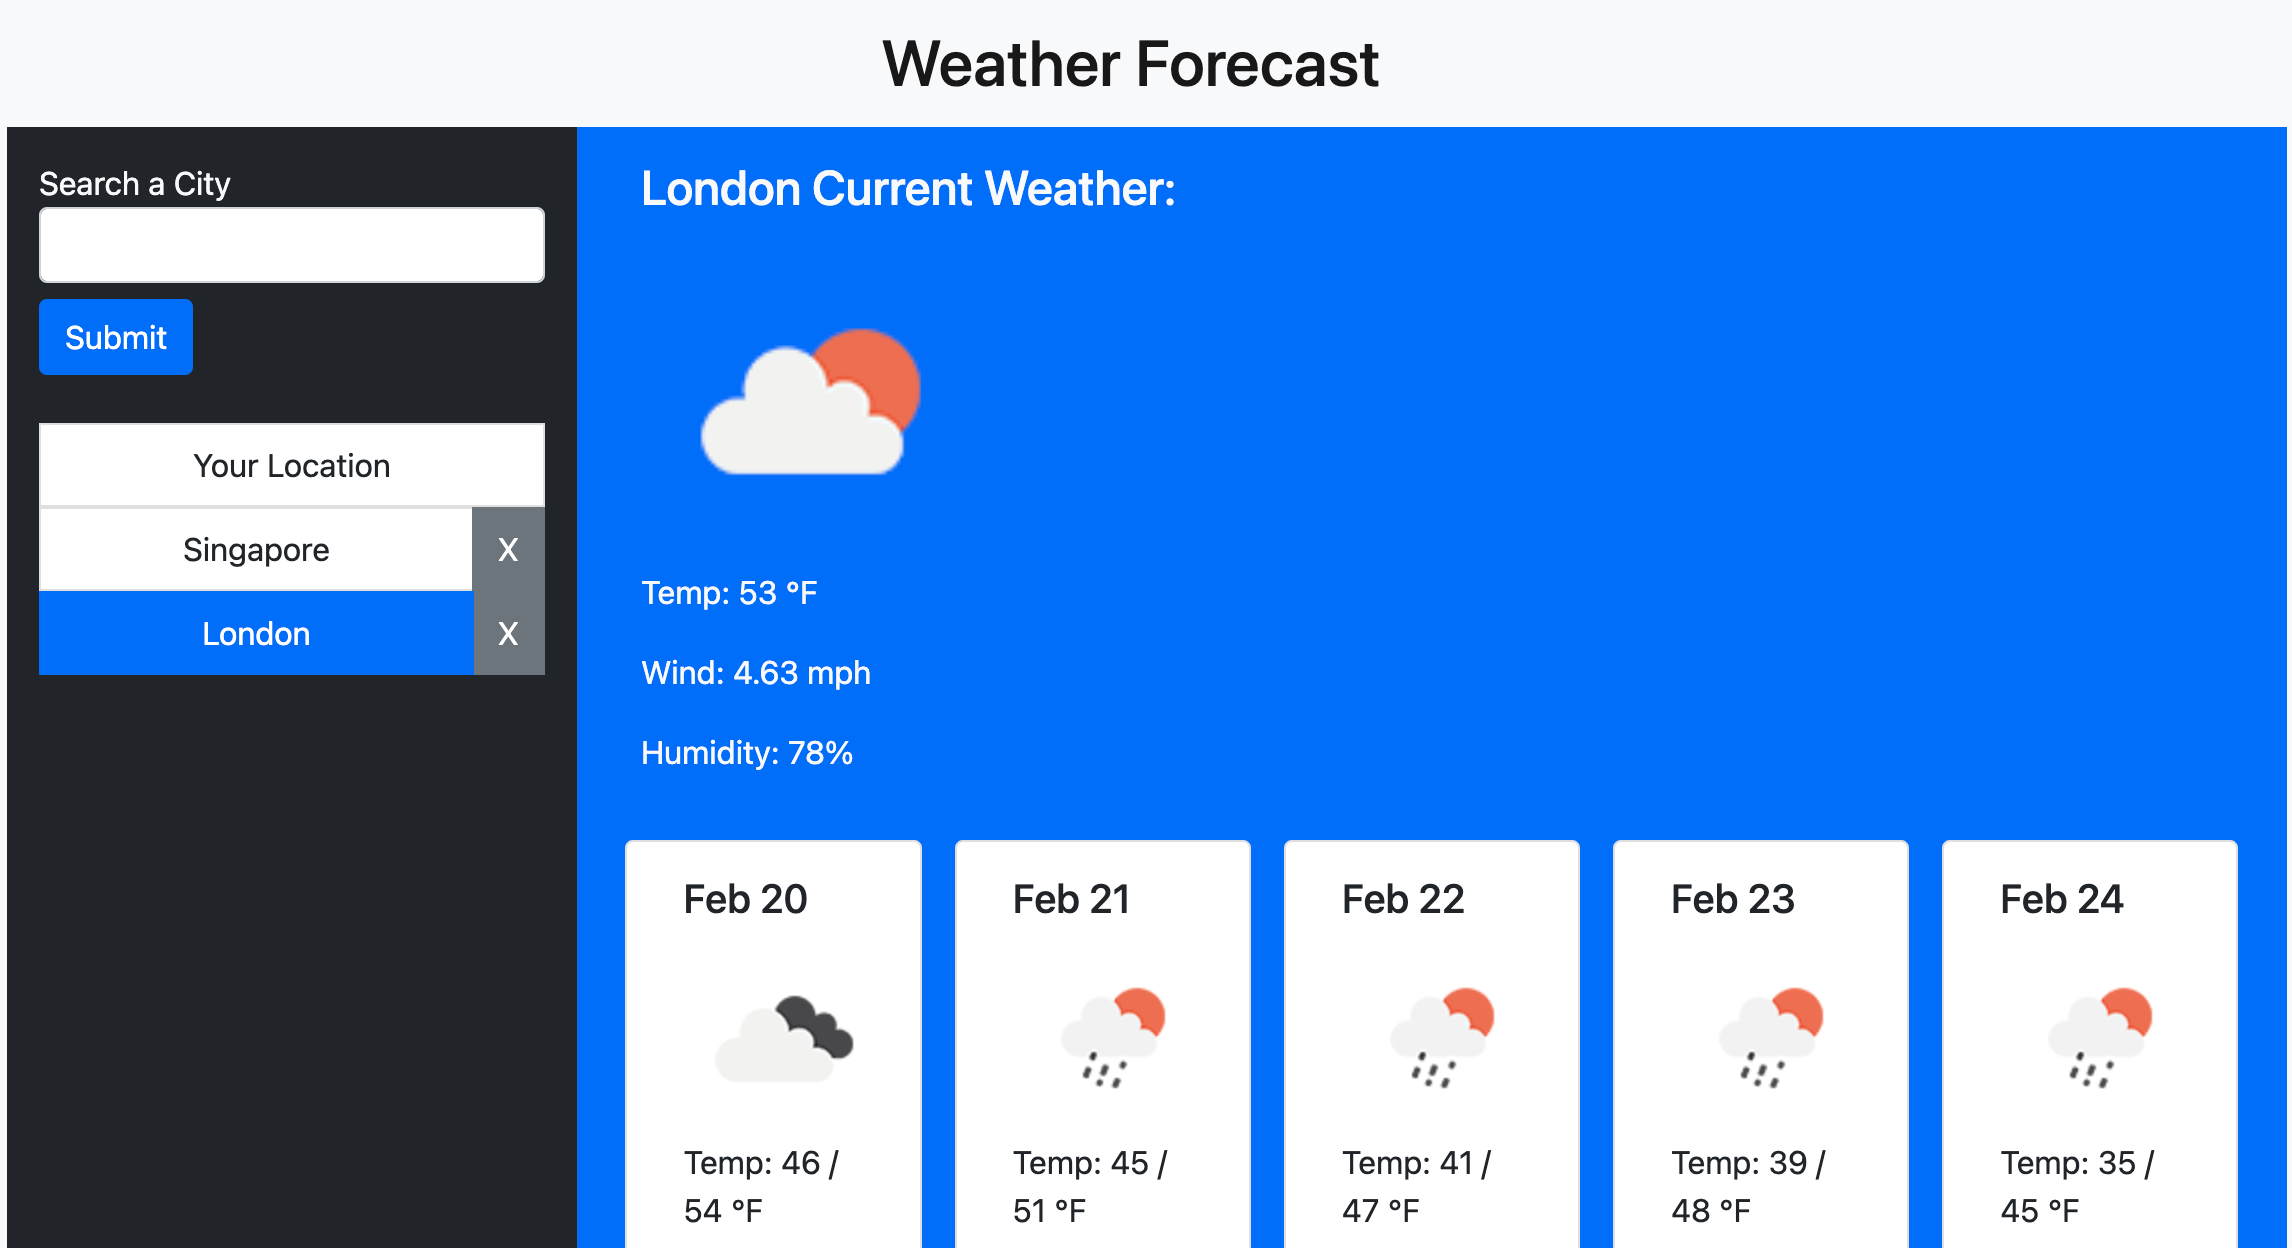 Weather Forecast
Search a City
Submit
Your Location
Singapore X
London X
London Current Weather:
Temp: 53 °F
Wind: 4.63 mph
Humidity: 78%
Feb 20
Temp: 46 /
54 °F
Feb 21
Temp: 45 /
51 °F
Feb 22
Temp: 41 /
47 °F
Feb 23
Temp: 39 /
48 °F
Feb 24
Temp: 35 /
45 °F